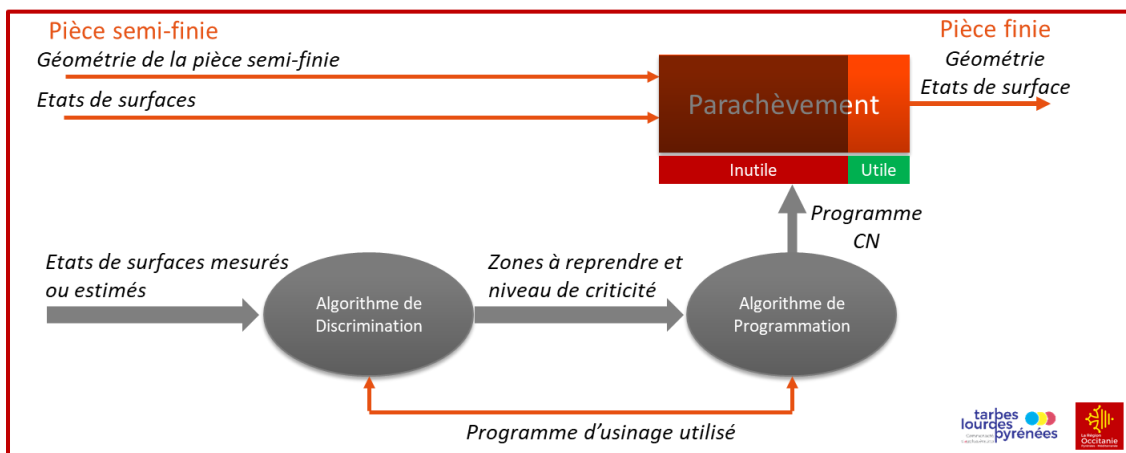 Pièce semi-finie
Géométrie de la pièce semi-finie
Etats de surfaces
Parachèvement
Inutile
Utile
Pièce finie
Géométrie
Etats de surface
Programme
CN
Etats de surfaces mesurés
ou estimés
Algorithme de
Discrimination
Zones à reprendre et
niveau de criticité
Algorithme de
Programmation
Programme d'usinage utilisé
tarbes
lourdes
pyrénées
La Région
Occitanie